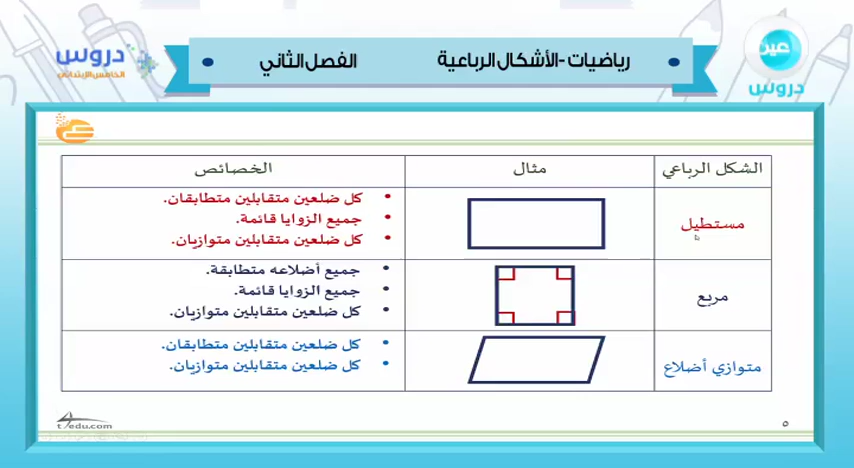 عين
دروس
رياضيات -الأشكال الرباعية
الفصل الثاني
دروس
الخامس الابتدائي
الشكل الرباعي
مثال
الخصائص
مستطيل
• كل ضلعين متقابلين متطابقان.
• جميع الزوايا قائمة.
• كل ضلعين متقابلين متوازيان.
مربع
• جميع أضلاعه متطابقة.
• جميع الزوايا قائمة.
• كل ضلعين متقابلين متوازيان.
متوازي أضلاع
• كل ضلعين متقابلين متطابقان.
• كل ضلعين متقابلين متوازيان.
٥
t4edu.com